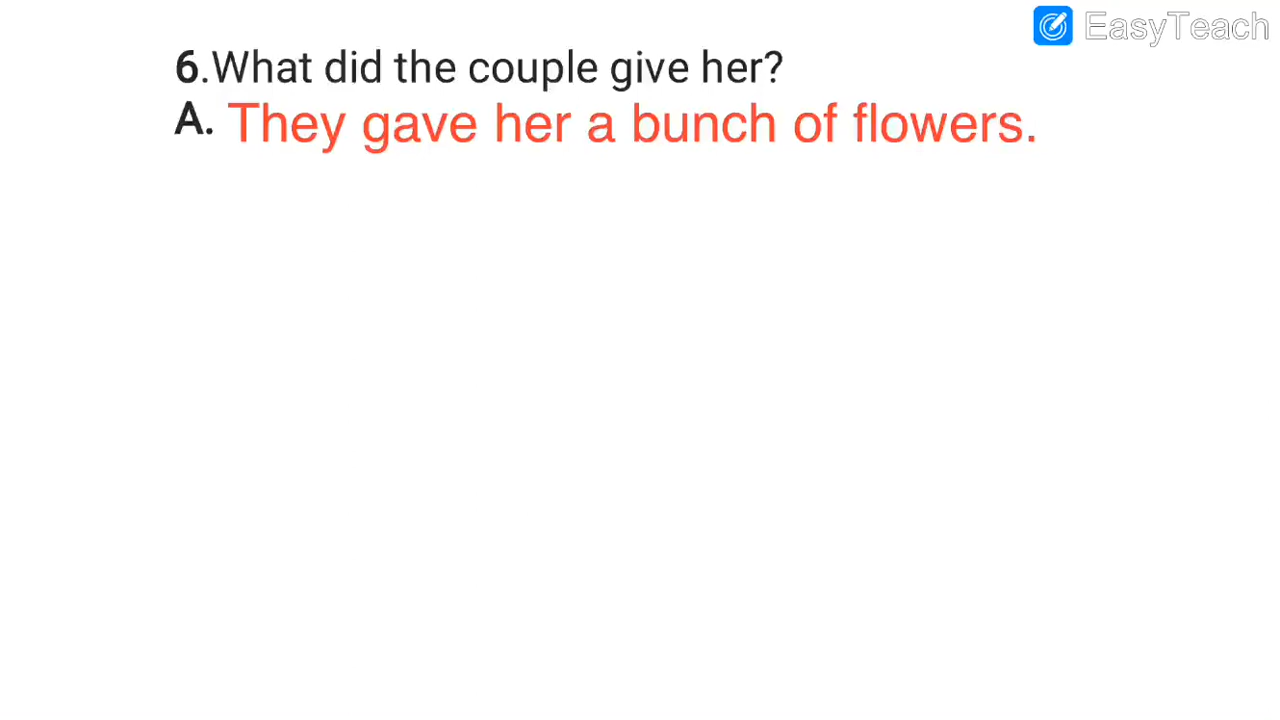 EasyTeach
6.What did the couple give her?
A. They gave her a bunch of flowers.